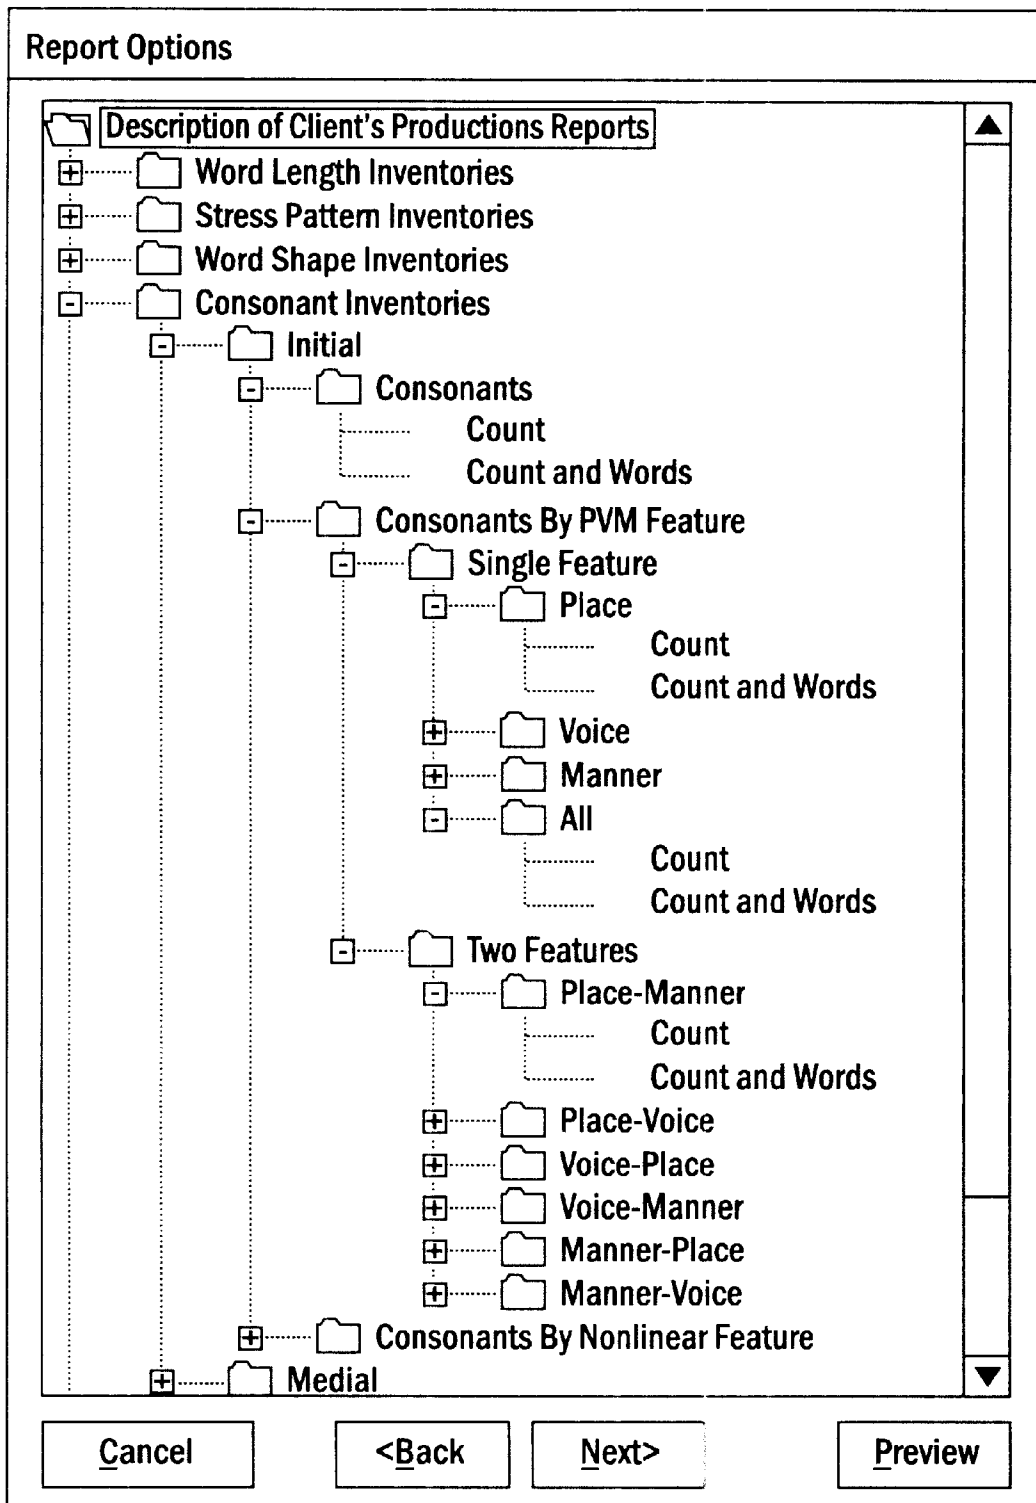 Report Options
Description of Client's Productions Reports
Word Length Inventories
Stress Pattern Inventories
Word Shape Inventories
Consonant Inventories
Initial
Consonants
Count
Count and Words
Consonants By PVM Feature
Single Feature
Place
Count
Count and Words
Voice
Manner
All
Count
Count and Words
Two Features
Place-Manner
Count
Count and Words
Place-Voice
Voice-Place
Voice-Manner
Manner-Place
Manner-Voice
Consonants By Nonlinear Feature
Medial
Cancel <Back Next> Preview